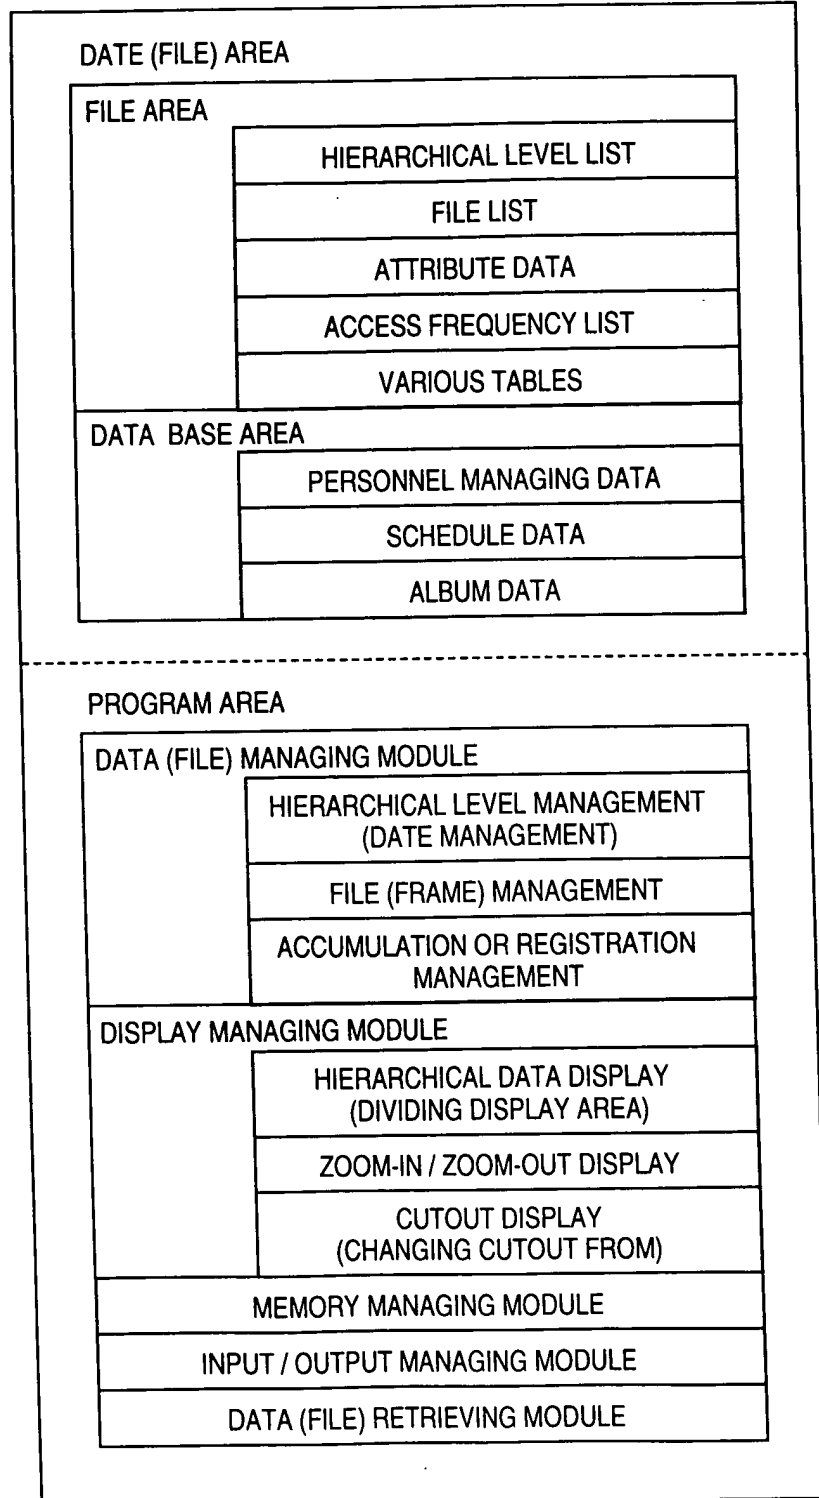 DATE (FILE) AREA
FILE AREA
HIERARCHICAL LEVEL LIST
FILE LIST
ATTRIBUTE DATA
ACCESS FREQUENCY LIST
VARIOUS TABLES
DATA BASE AREA
PERSONNEL MANAGING DATA
SCHEDULE DATA
ALBUM DATA
PROGRAM AREA
DATA (FILE) MANAGING MODULE
HIERARCHICAL LEVEL MANAGEMENT
(DATE MANAGEMENT)
FILE (FRAME) MANAGEMENT
ACCUMULATION OR REGISTRATION
MANAGEMENT
DISPLAY MANAGING MODULE
HIERARCHICAL DATA DISPLAY
(DIVIDING DISPLAY AREA)
ZOOM-IN / ZOOM-OUT DISPLAY
CUTOUT DISPLAY
(CHANGING CUTOUT FROM)
MEMORY MANAGING MODULE
INPUT / OUTPUT MANAGING MODULE
DATA (FILE) RETRIEVING MODULE